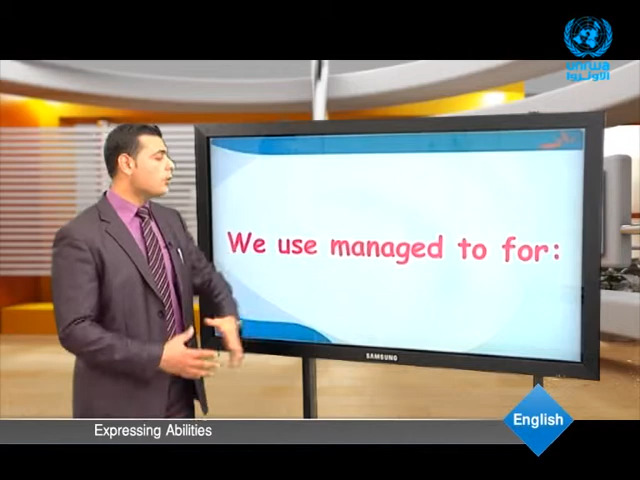 unrwa
الأونروا
We use managed to for:
SAMSUNG
English
Expressing Abilities